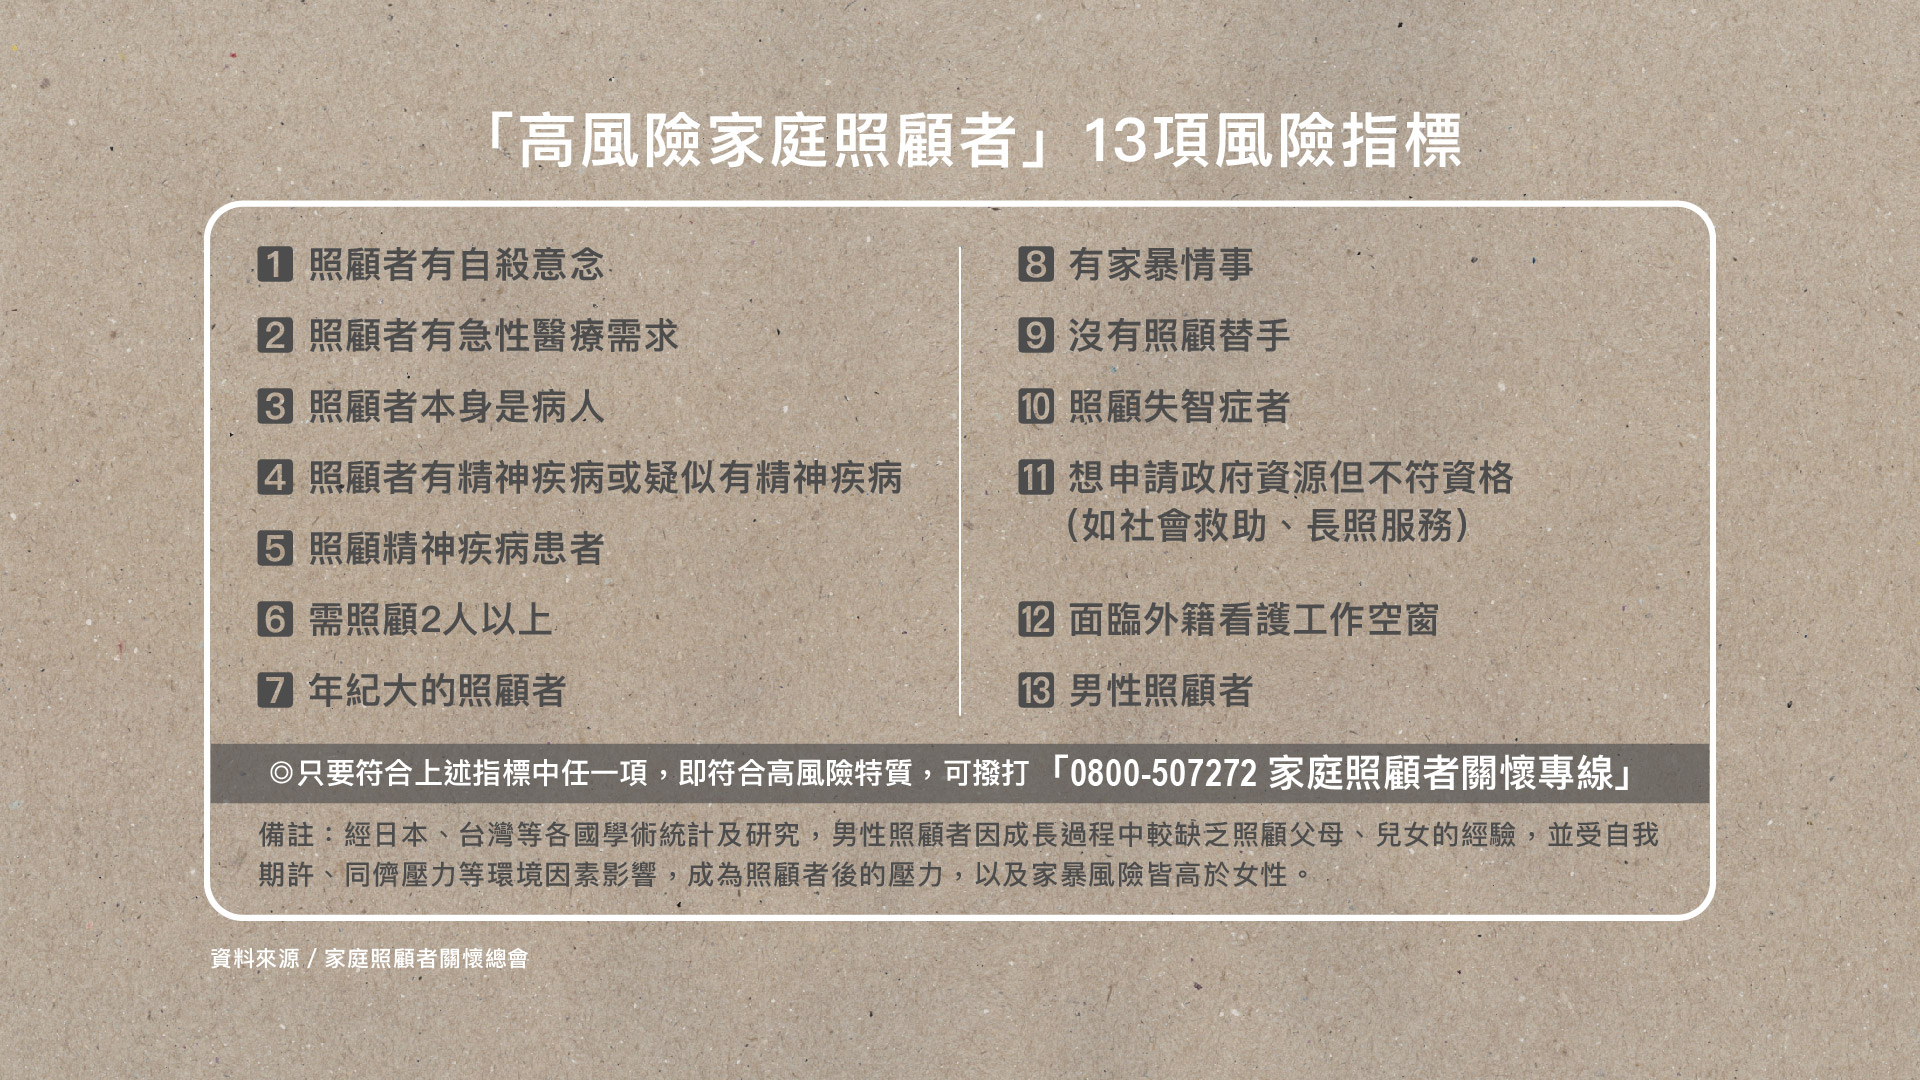 「高風險家庭照顧者」13項風險指標
1 照顧者有自殺意念
2 照顧者有急性醫療需求
3 照顧者本身是病人
4 照顧者有精神疾病或疑似有精神疾病
5 照顧精神疾病患者
6 需照顧2人以上
7 年紀大的照顧者
8 有家暴情事
9 沒有照顧替手
10 照顧失智症者
11 想申請政府資源但不符資格
（如社會救助、長照服務）
12 面臨外籍看護工作空窗
13 男性照顧者
◎只要符合上述指標中任一項，即符合高風險特質，可撥打「0800-507272 家庭照顧者關懷專線」
備註：經日本、台灣等各國學術統計及研究，男性照顧者因成長過程中較缺乏照顧父母、兒女的經驗，並受自我
期許、同儕壓力等環境因素影響，成為照顧者後的壓力，以及家暴風險皆高於女性。
資料來源 / 家庭照顧者關懷總會